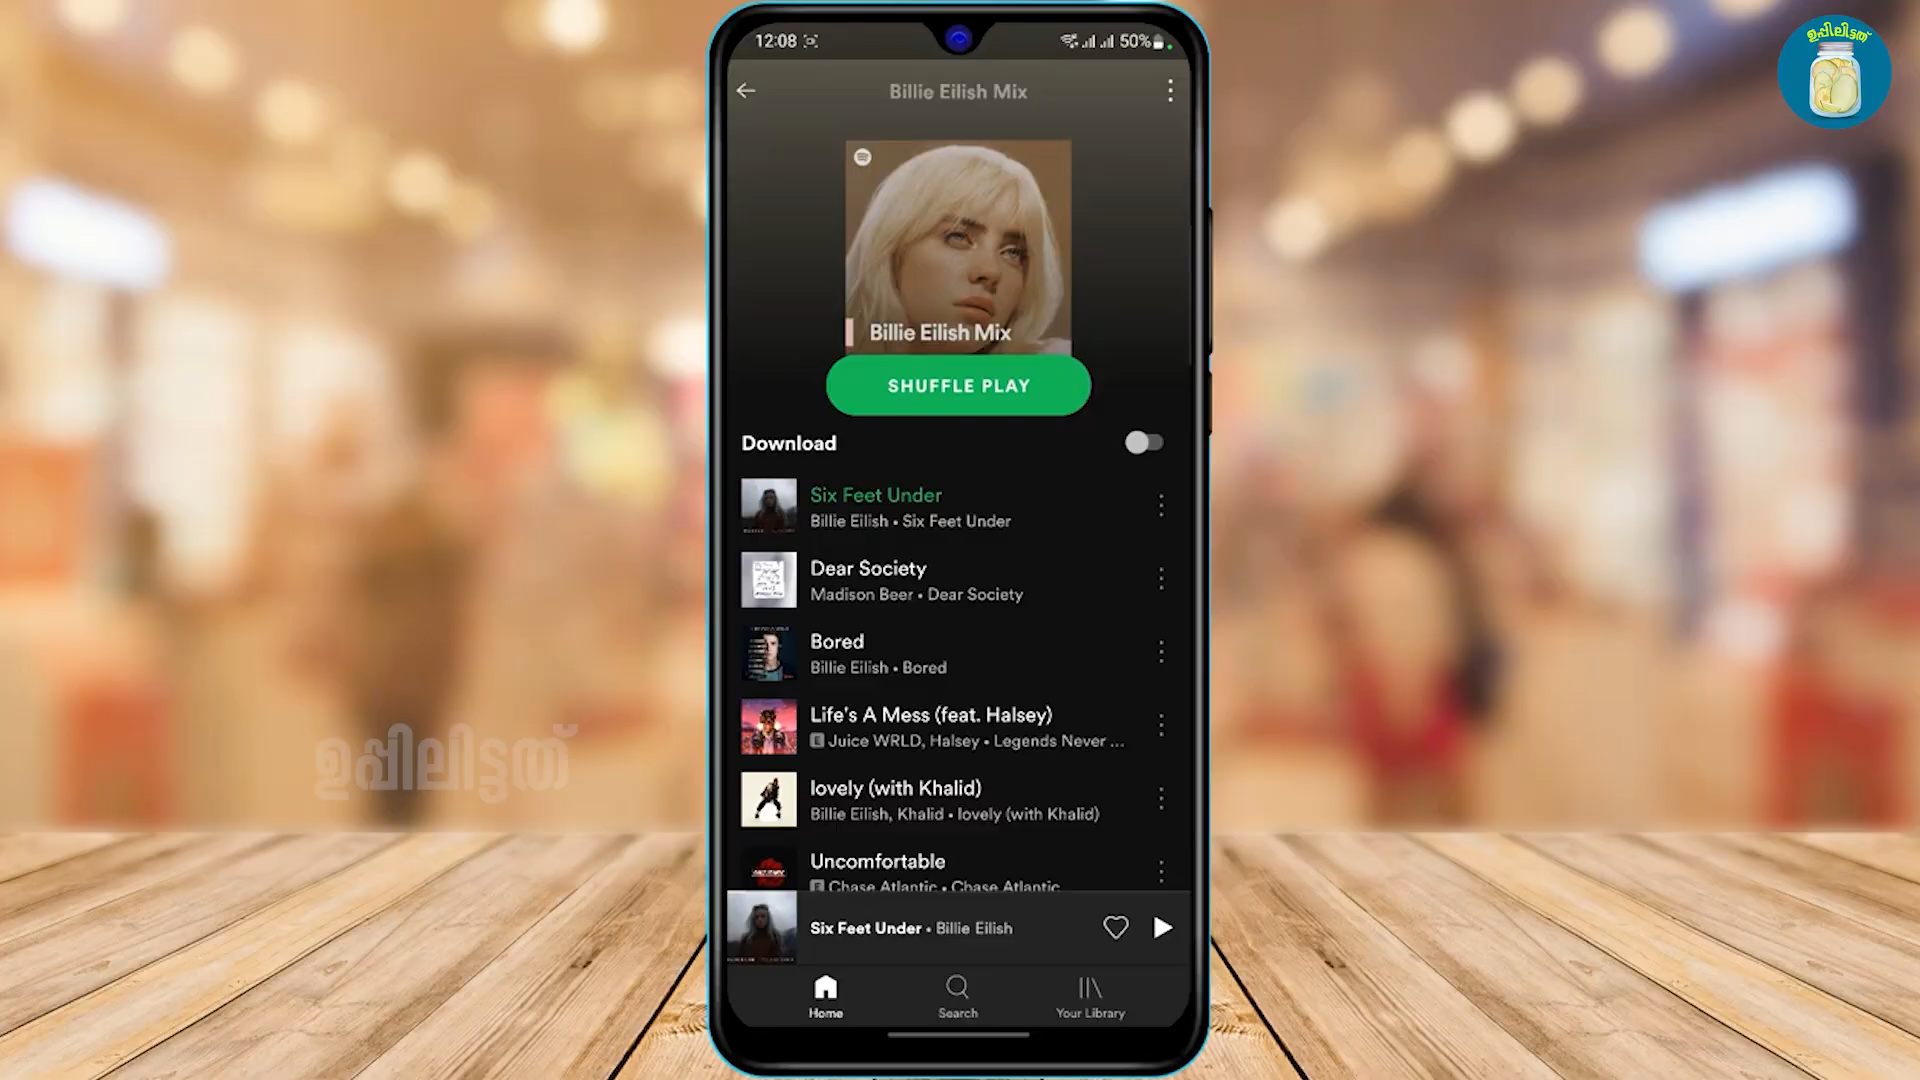 12:08
50%
ഉപ്പിലിട്ടത്
Billie Eilish Mix
Billie Eilish Mix
SHUFFLE PLAY
Download
Six Feet Under
Billie Eilish • Six Feet Under
Dear Society
Madison Beer • Dear Society
Bored
Billie Eilish • Bored
Life's A Mess (feat. Halsey)
E Juice WRLD, Halsey • Legends Never ...
ഉപ്പിലിട്ടത്
lovely (with Khalid)
Billie Eilish, Khalid • lovely (with Khalid)
Uncomfortable
E Chase Atlantic • Chase Atlantic
Six Feet Under • Billie Eilish
Home
Search
Your Library